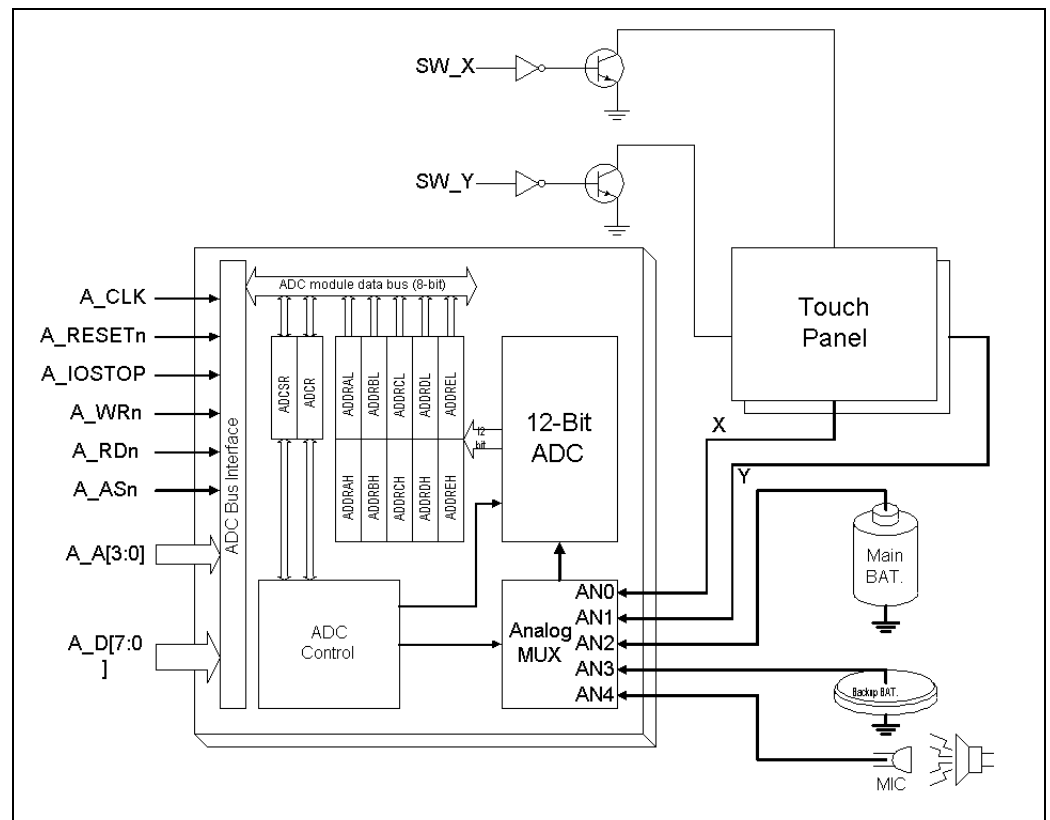 SW_X
SW_Y
ADC module data bus (8-bit)
A_CLK
A_RESETn
A_IOSTOP
A_WRn
A_RDn
A_ASn
A_A[3:0]
A_D[7:0
]
ADC Bus Interface
ADCSR
ADCR
ADDRAL
ADDRBL
ADDRCL
ADDRDL
ADDREL
ADDRAH
ADDRBH
ADDRCH
ADDRDH
ADDREH
12
bit
12-Bit
ADC
Touch
Panel
X
Y
ADC
Control
Analog
MUX
AN0
AN1
AN2
AN3
AN4
Main
BAT.
Backup BAT.
MIC